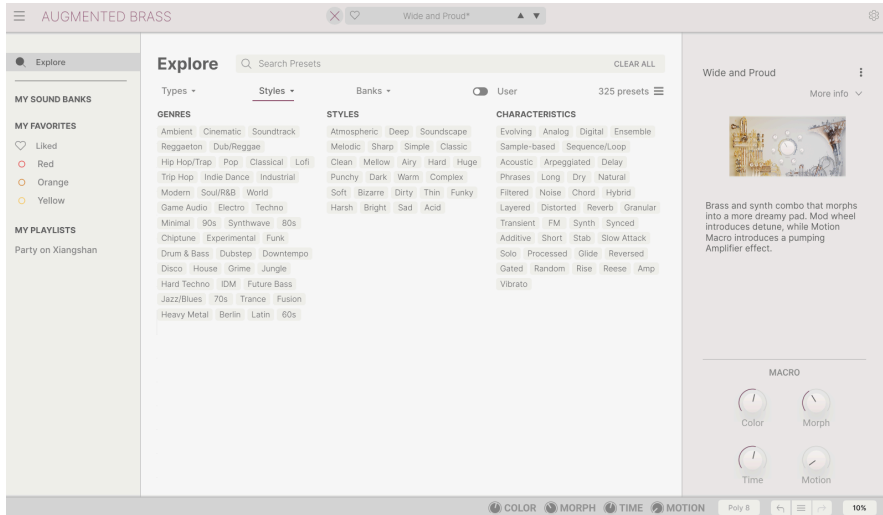 AUGMENTED BRASS
Wide and Proud*
Explore
MY SOUND BANKS
MY FAVORITES
Liked
Red
Orange
Yellow
MY PLAYLISTS
Party on Xiangshan
Explore
Search Presets
CLEAR ALL
Types
Styles
Banks
User
325 presets
GENRES
Ambient Cinematic Soundtrack
Reggaeton Dub/Reggae
Hip Hop/Trap Pop Classical Lofi
Trip Hop Indie Dance Industrial
Modern Soul/R&B World
Game Audio Electro Techno
Minimal 90s Synthwave 80s
Chiptune Experimental Funk
Drum & Bass Dubstep Downtempo
Disco House Grime Jungle
Hard Techno IDM Future Bass
Jazz/Blues 70s Trance Fusion
Heavy Metal Berlin Latin 60s
STYLES
Atmospheric Deep Soundscape
Melodic Sharp Simple Classic
Clean Mellow Airy Hard Huge
Punchy Dark Warm Complex
Soft Bizarre Dirty Thin Funky
Harsh Bright Sad Acid
CHARACTERISTICS
Evolving Analog Digital Ensemble
Sample-based Sequence/Loop
Acoustic Arpeggiated Delay
Phrases Long Dry Natural
Filtered Noise Chord Hybrid
Layered Distorted Reverb Granular
Transient FM Synth Synced
Additive Short Stab Slow Attack
Solo Processed Glide Reversed
Gated Random Rise Reese Amp
Vibrato
Wide and Proud
More info
Brass and synth combo that morphs
into a more dreamy pad. Mod wheel
introduces detune, while Motion
Macro introduces a pumping
Amplifier effect.
MACRO
Color
Morph
Time
Motion
COLOR MORPH TIME MOTION
Poly 8
10%